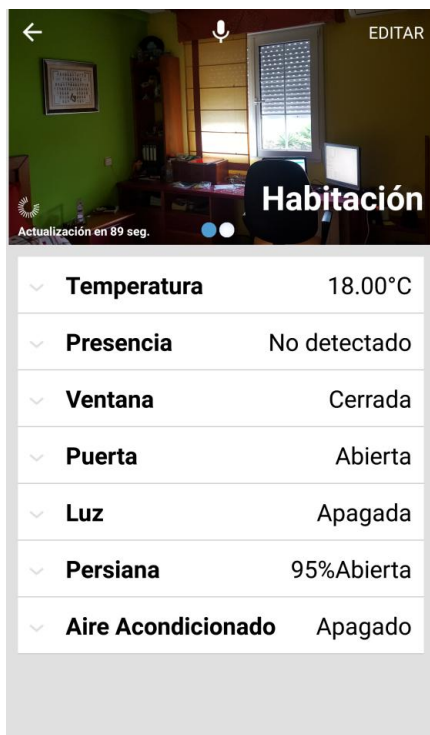 EDITAR
Habitación
Actualización en 89 seg.
Temperatura 18.00°C
Presencia No detectado
Ventana Cerrada
Puerta Abierta
Luz Apagada
Persiana 95%Abierta
Aire Acondicionado Apagado